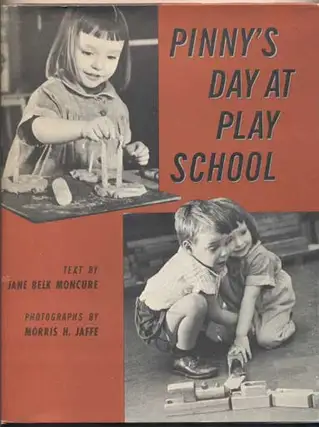 PINNY'S
DAY AT
PLAY
SCHOOL
TEXT BY
JANE BELK MONCURE
PHOTOGRAPHS BY
MORRIS H. JAFFE